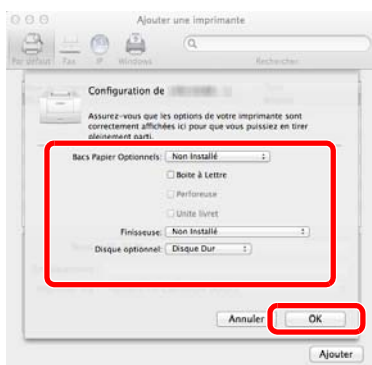 Ajouter une imprimante
Par défaut Fax IP Windows Rechercher
Configuration de
Assurez-vous que les options de votre imprimante sont
correctement affichées ici pour que vous puissiez en tirer
pleinement parti.
Bacs Papier Optionnels: Non Installé
Boite à Lettre
Perforeuse
Unite livret
Finisseuse: Non Installé
Disque optionnel: Disque Dur
Annuler OK
Ajouter